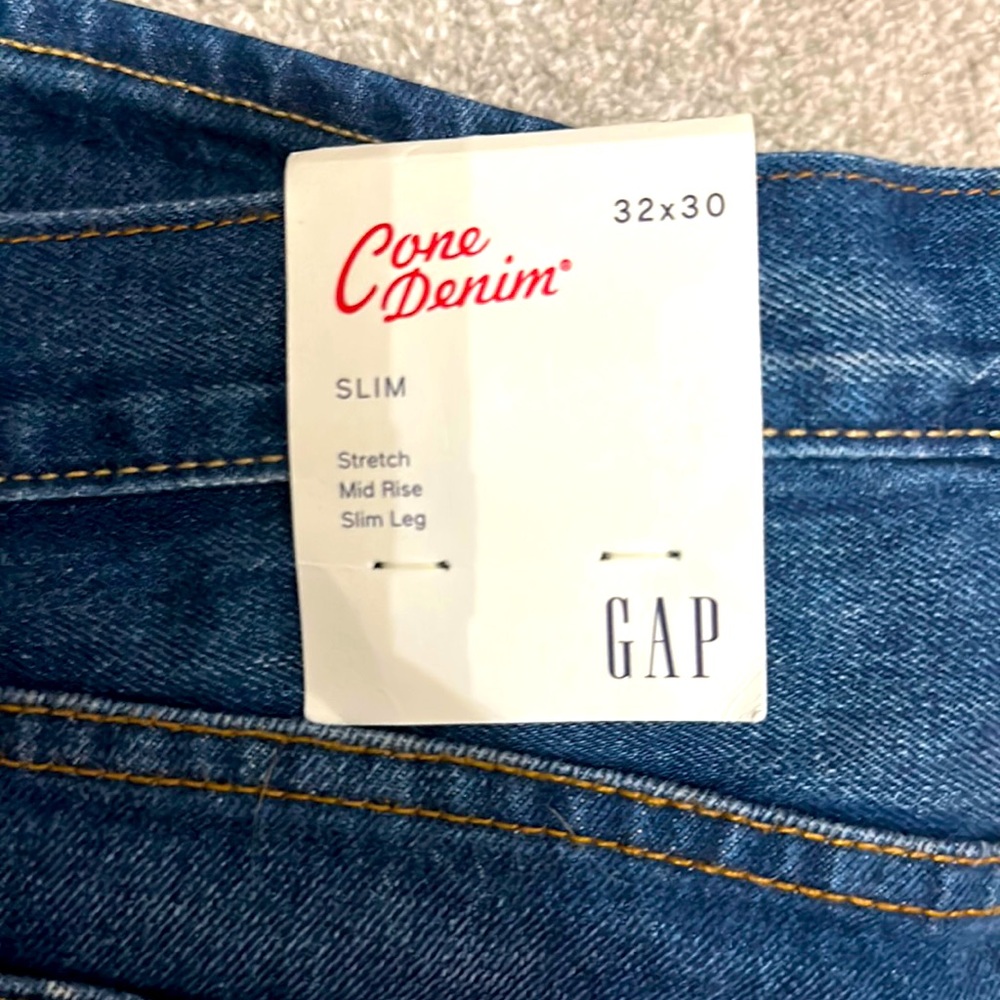 32x30
Cone
Denim®
SLIM
Stretch
Mid Rise
Slim Leg
GAP